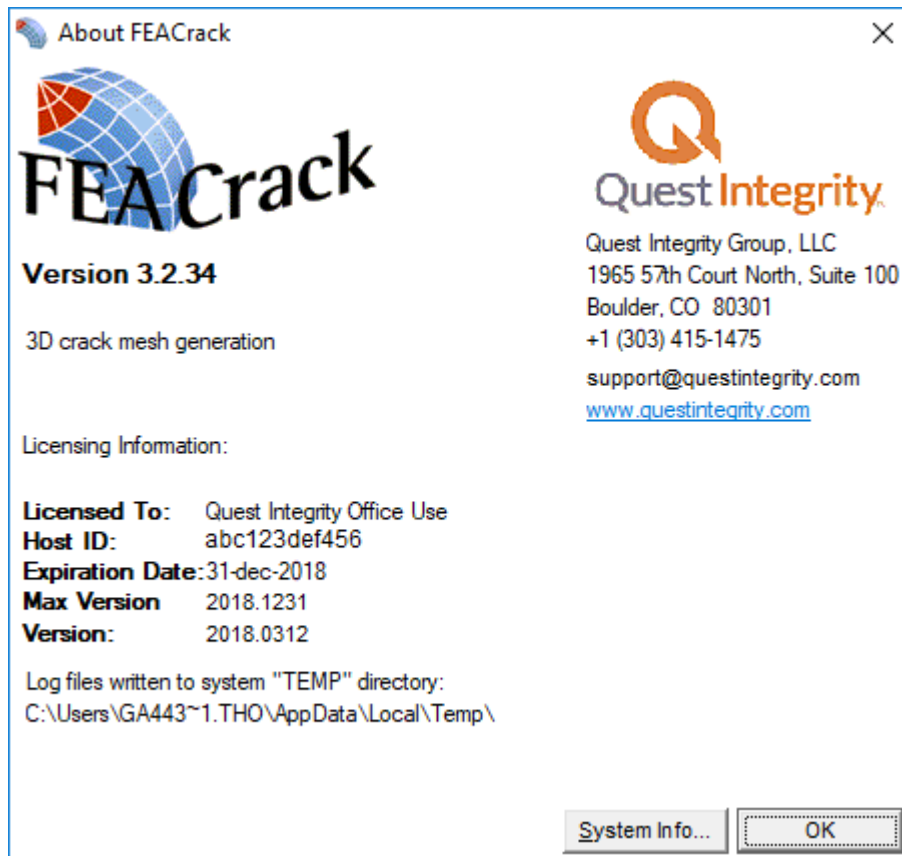 About FEACrack
FEACrack
Version 3.2.34
3D crack mesh generation
Quest Integrity
Quest Integrity Group, LLC
1965 57th Court North, Suite 100
Boulder, CO 80301
+1 (303) 415-1475
support@questintegrity.com
www.questintegrity.com
Licensing Information:
Licensed To: Quest Integrity Office Use
Host ID: abc123def456
Expiration Date: 31-dec-2018
Max Version 2018.1231
Version: 2018.0312
Log files written to system "TEMP" directory:
C:\Users\GA443~1.THO\AppData\Local\Temp\
System Info... OK